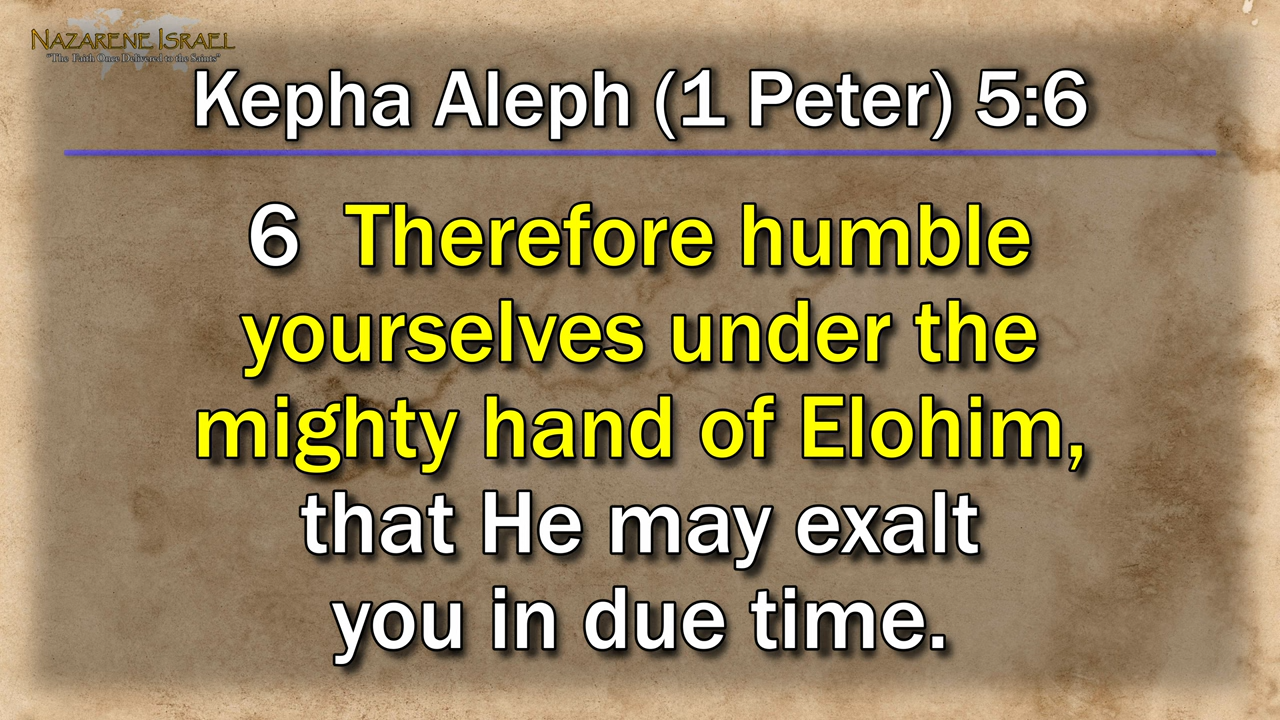 NAZARENE ISRAEL
"The Faith Once Delivered to the Saints"
Kepha Aleph (1 Peter) 5:6
6 Therefore humble
yourselves under the
mighty hand of Elohim,
that He may exalt
you in due time.